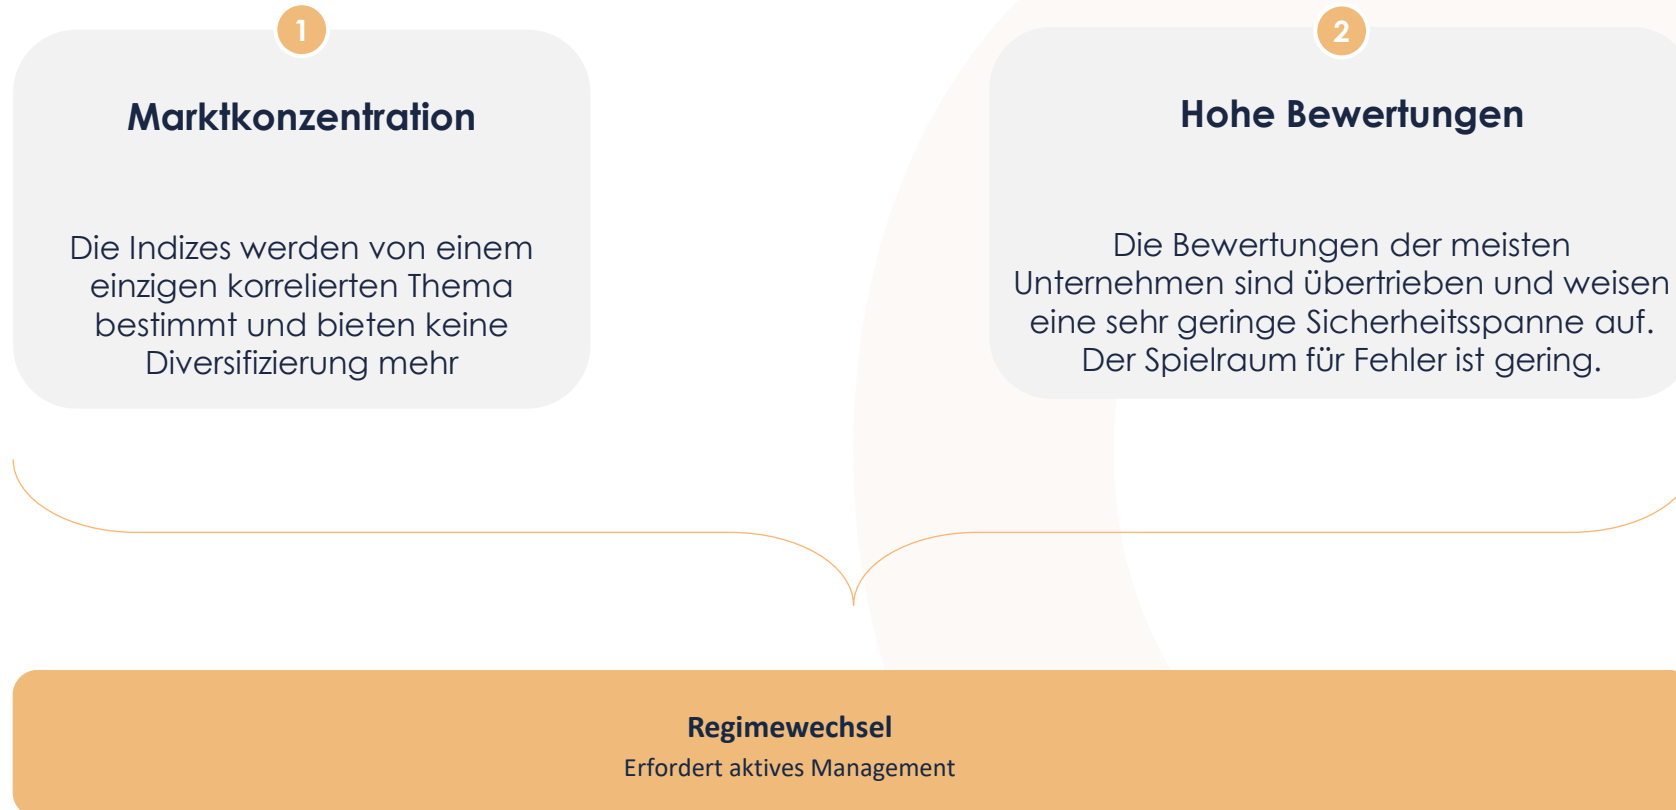 1
Marktkonzentration
Die Indizes werden von einem
einzigen korrelierten Thema
bestimmt und bieten keine
Diversifizierung mehr
2
Hohe Bewertungen
Die Bewertungen der meisten
Unternehmen sind übertrieben und weisen
eine sehr geringe Sicherheitsspanne auf.
Der Spielraum für Fehler ist gering.
Regimewechsel
Erfordert aktives Management